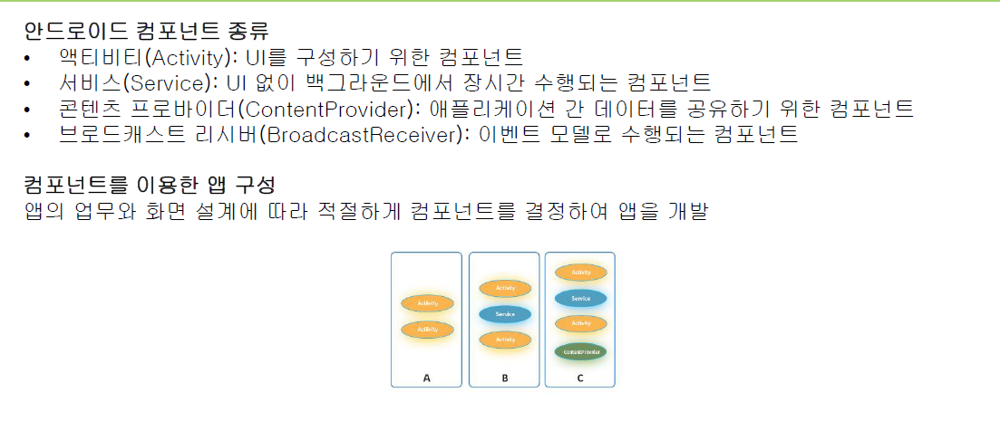 안드로이드 컴포넌트 종류
• 액티비티(Activity): UI를 구성하기 위한 컴포넌트
• 서비스(Service): UI 없이 백그라운드에서 장시간 수행되는 컴포넌트
• 콘텐츠 프로바이더(ContentProvider): 애플리케이션 간 데이터를 공유하기 위한 컴포넌트
• 브로드캐스트 리시버(BroadcastReceiver): 이벤트 모델로 수행되는 컴포넌트
컴포넌트를 이용한 앱 구성
앱의 업무와 화면 설계에 따라 적절하게 컴포넌트를 결정하여 앱을 개발
Activity
Activity
A
Activity
Service
Activity
B
Activity
Service
Activity
ContentProvider
C